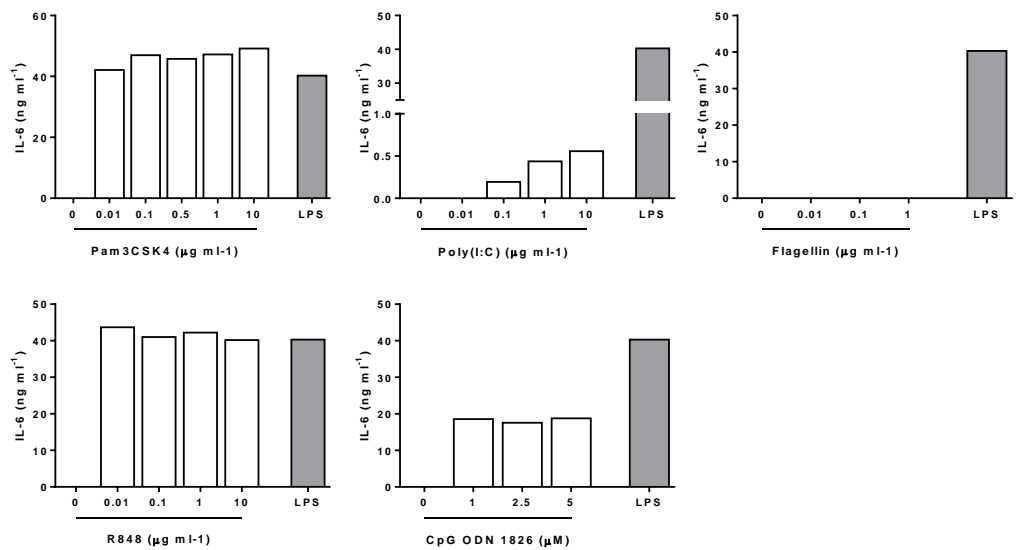 IL-6 (ng ml-1)
60
40
20
0
0 0.01 0.1 0.5 1 10 LPS
Pam3CSK4 (μg ml-1)
IL-6 (ng ml-1)
50
40
30
1.0
0.5
0.0
0 0.01 0.1 1 10 LPS
Poly(I:C) (μg ml-1)
IL-6 (ng ml-1)
50
40
30
20
10
0
0 0.01 0.1 1 LPS
Flagellin (μg ml-1)
IL-6 (ng ml-1)
50
40
30
20
10
0
0 0.01 0.1 1 10 LPS
R848 (μg ml-1)
IL-6 (ng ml-1)
50
40
30
20
10
0
0 1 2.5 5 LPS
CpG ODN 1826 (μM)